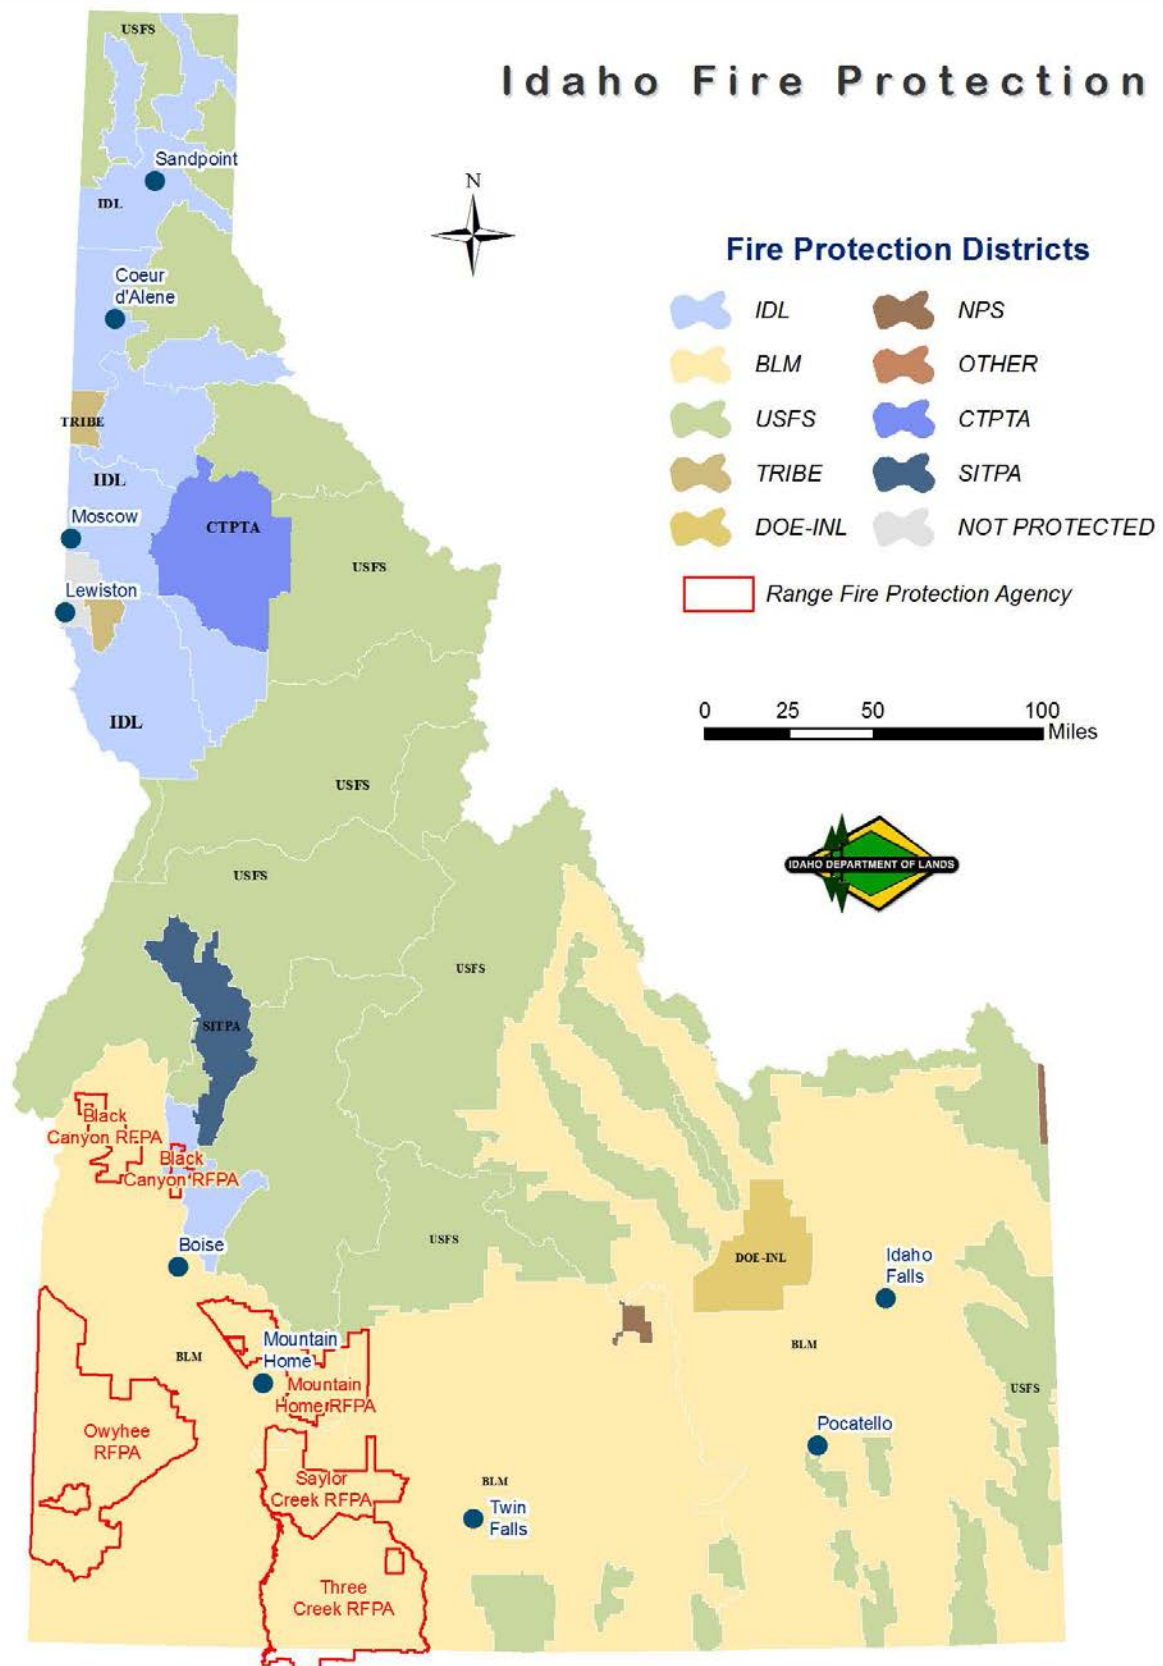 Idaho Fire Protection
N
Fire Protection Districts
IDL
BLM
USFS
TRIBE
DOE-INL
NPS
OTHER
CTPTA
SITPA
NOT PROTECTED
Range Fire Protection Agency
0 25 50 100
Miles
IDAHO DEPARTMENT OF LANDS
USFS
Sandpoint
IDL
Coeur
d'Alene
TRIBE
IDL
Moscow
CTPTA
USFS
Lewiston
IDL
USFS
USFS
USFS
SITPA
Black
Canyon RFPA
Black
Canyon RFPA
USFS
Boise
DOE-INL
Idaho
Falls
Mountain
Home
BLM
BLM
Mountain
Home RFPA
USFS
Owyhee
RFPA
Pocatello
Saylor
Creek RFPA
BLM
Twin
Falls
Three
Creek RFPA